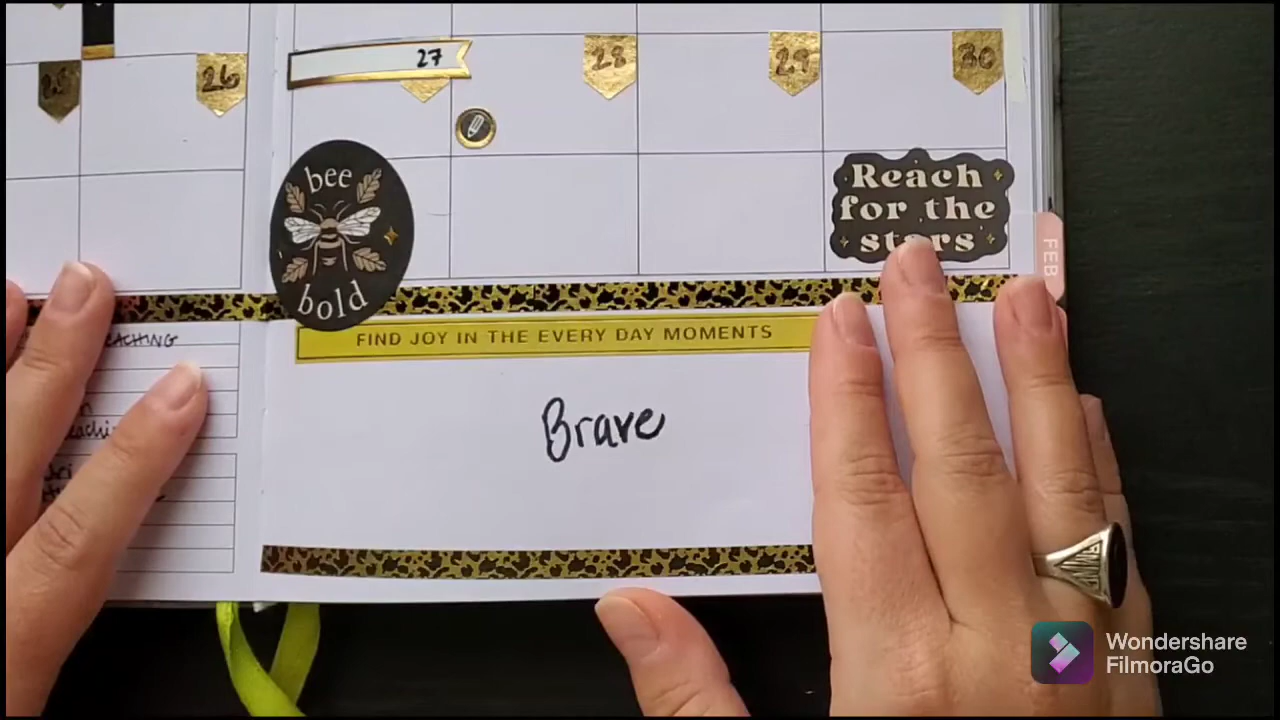 26
27
28
29
30
bee
bold
Reach
for the
stars
FEB
FIND JOY IN THE EVERY DAY MOMENTS
Brave
Wondershare
FilmoraGo